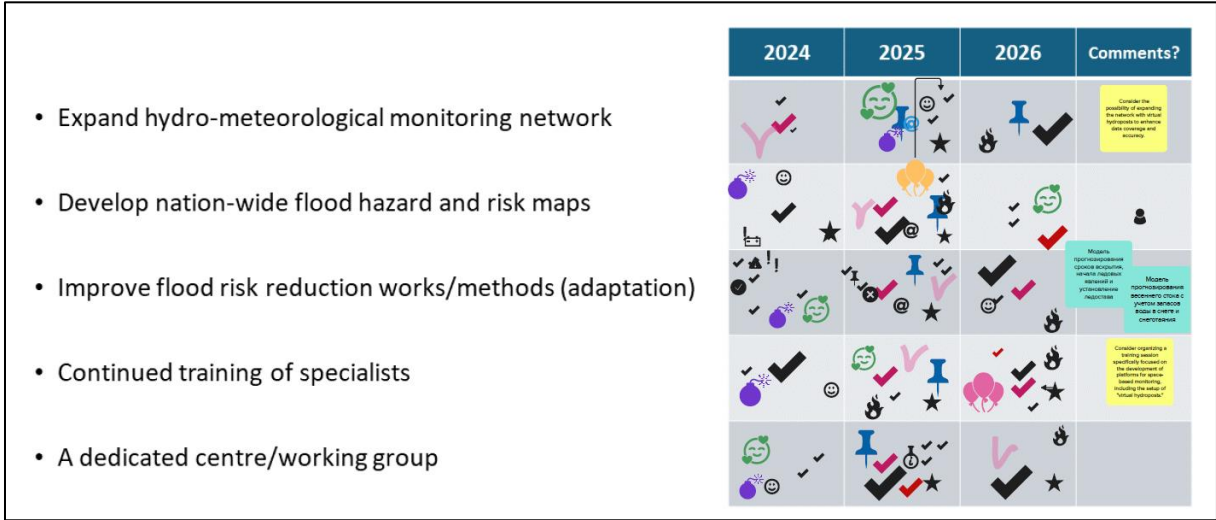 2024 2025 2026 Comments?
• Expand hydro-meteorological monitoring network
Consider the
possibility of expanding
the network with virtual
hydroposts to enhance
data coverage and
accuracy.
• Develop nation-wide flood hazard and risk maps
• Improve flood risk reduction works/methods (adaptation)
Модель
прогнозирования
сроков вскрытия,
начала ледовых
явлений и
установление
ледостава
Модель
прогнозирования
весеннего стока с
учетом запасов
воды в снеге и
снеготаяния
• Continued training of specialists
Consider organizing a
training session
specifically focused on
the development of
platforms for space-
based monitoring,
including the setup of
"virtual hydroposts."
• A dedicated centre/working group